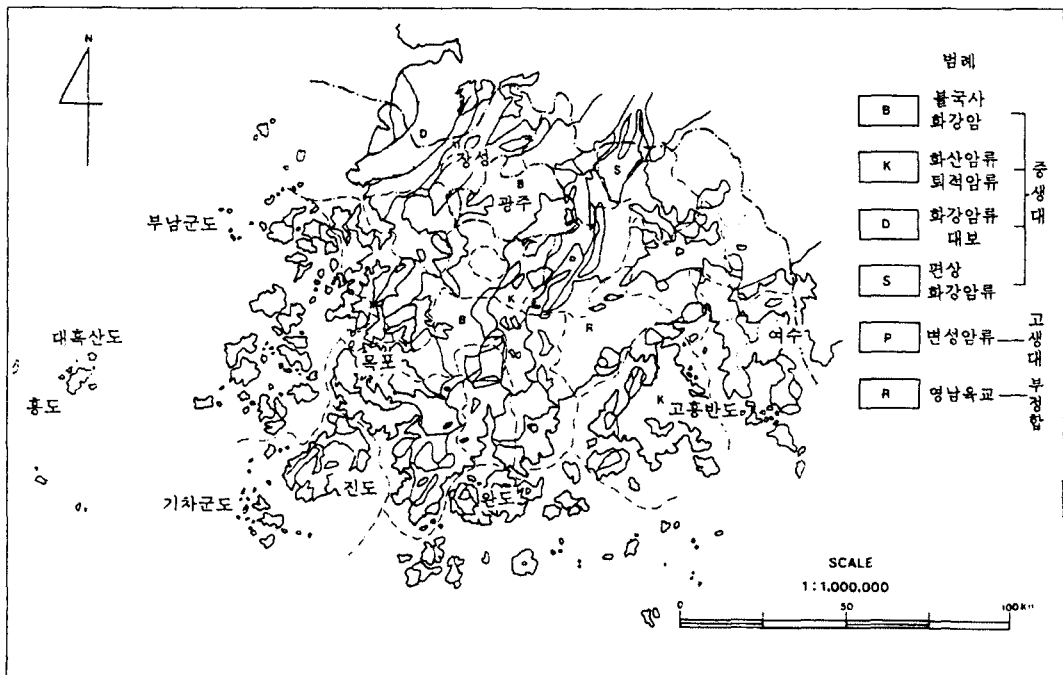 N
범례
B
불국사
화강암
K
화산암류
퇴적암류
D
화강암류
대보
S
편상
화강암류
P
면성암류
R
영남육교
중생대
고생대
부정합
D
장성
S
B
광주
부남군도
K
B
R
대흑산도
여수
목포
홍도
K
고흥반도
진도
완도
기차군도
SCALE
1:1,000,000
0
50
100 Km